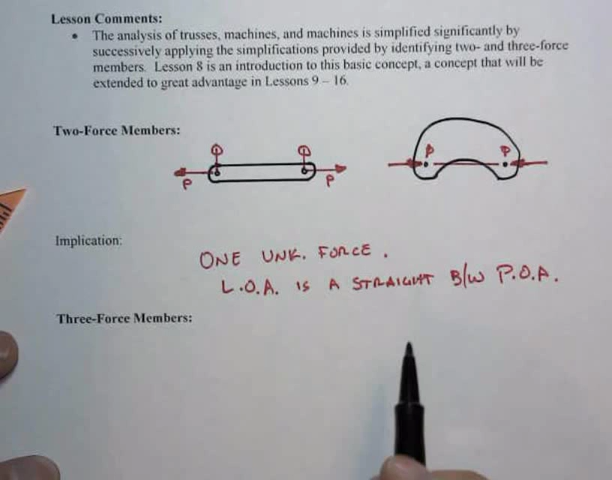 Lesson Comments:
• The analysis of trusses, machines, and machines is simplified significantly by
successively applying the simplifications provided by identifying two- and three-force
members. Lesson 8 is an introduction to this basic concept, a concept that will be
extended to great advantage in Lessons 9 – 16.
Two-Force Members:
1 1 P P
P P
Implication:
ONE UNK. FORCE.
L.O.A. IS A STRAIGHT B/W P.O.A.
Three-Force Members: